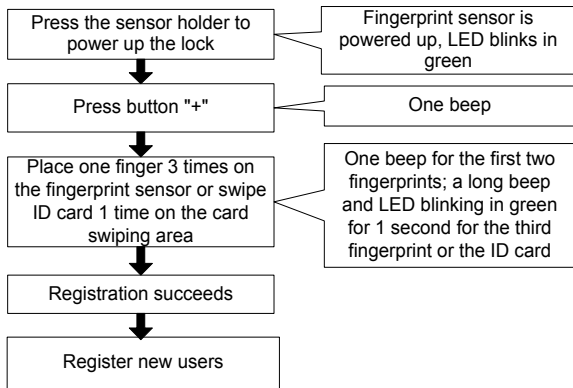 Press the sensor holder to
power up the lock
Fingerprint sensor is
powered up, LED blinks in
green
Press button "+"
One beep
Place one finger 3 times on
the fingerprint sensor or swipe
ID card 1 time on the card
swiping area
One beep for the first two
fingerprints; a long beep
and LED blinking in green
for 1 second for the third
fingerprint or the ID card
Registration succeeds
Register new users